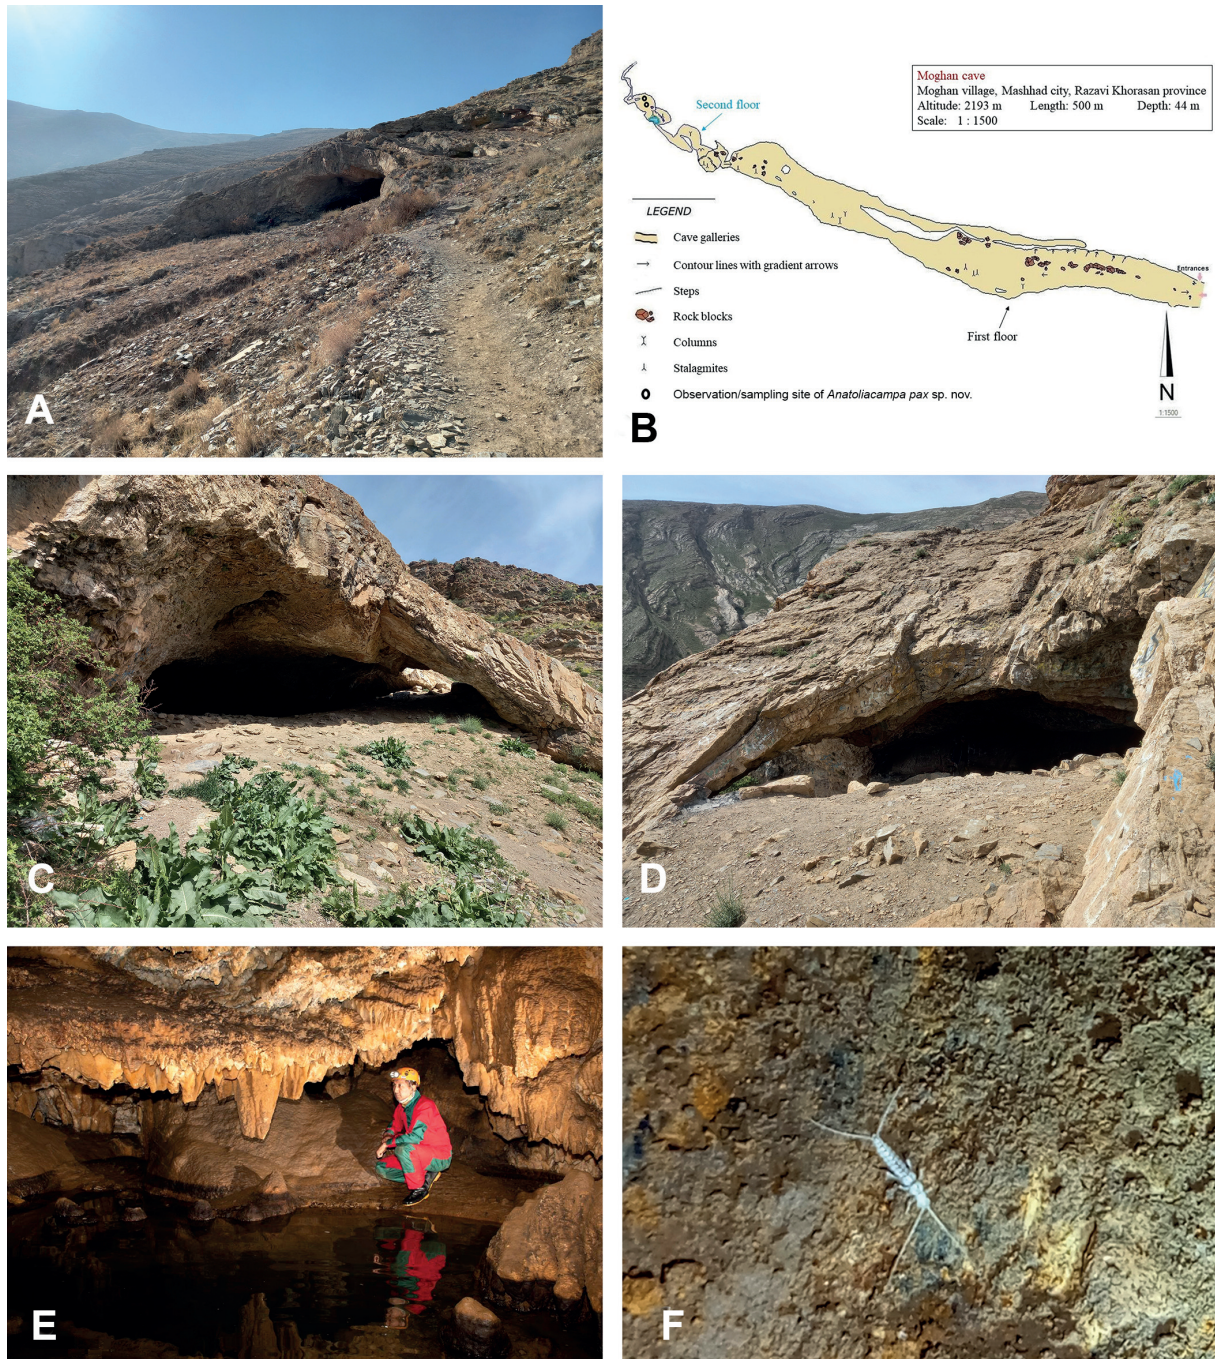 A
Moghan cave
Moghan village, Mashhad city, Razavi Khorasan province
Altitude: 2193 m Length: 500 m Depth: 44 m
Scale: 1 : 1500
Second floor
LEGEND
Cave galleries
Contour lines with gradient arrows
Steps
Rock blocks
Columns
Stalagmites
Observation/sampling site of Anatoliacampa pax sp. nov.
Entrances
First floor
N
1:1500
B
C
D
E
F